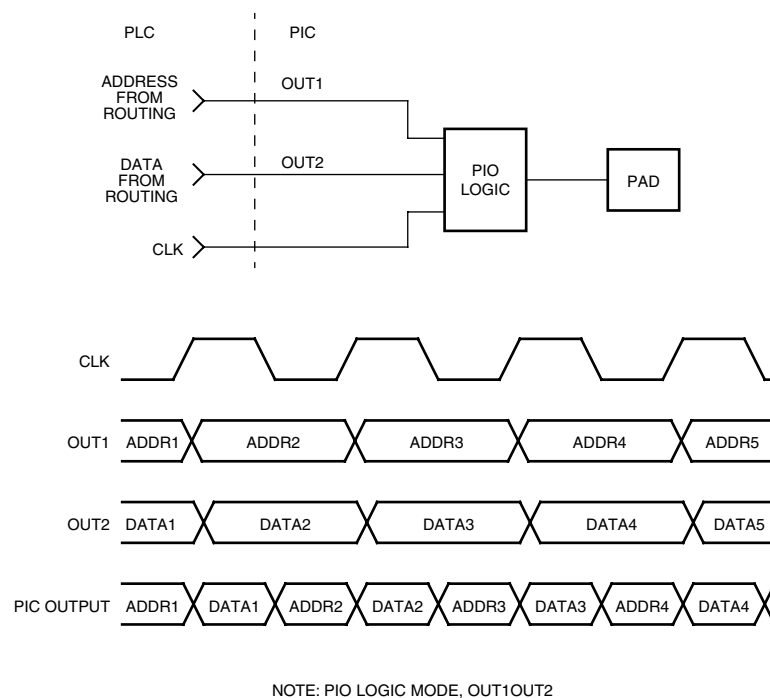 PLC PIC
ADDRESS
FROM
ROUTING
OUT1
DATA
FROM
ROUTING
OUT2
CLK
PIO
LOGIC
PAD
CLK
OUT1 ADDR1 ADDR2 ADDR3 ADDR4 ADDR5
OUT2 DATA1 DATA2 DATA3 DATA4 DATA5
PIC OUTPUT ADDR1 DATA1 ADDR2 DATA2 ADDR3 DATA3 ADDR4 DATA4
NOTE: PIO LOGIC MODE, OUT1OUT2